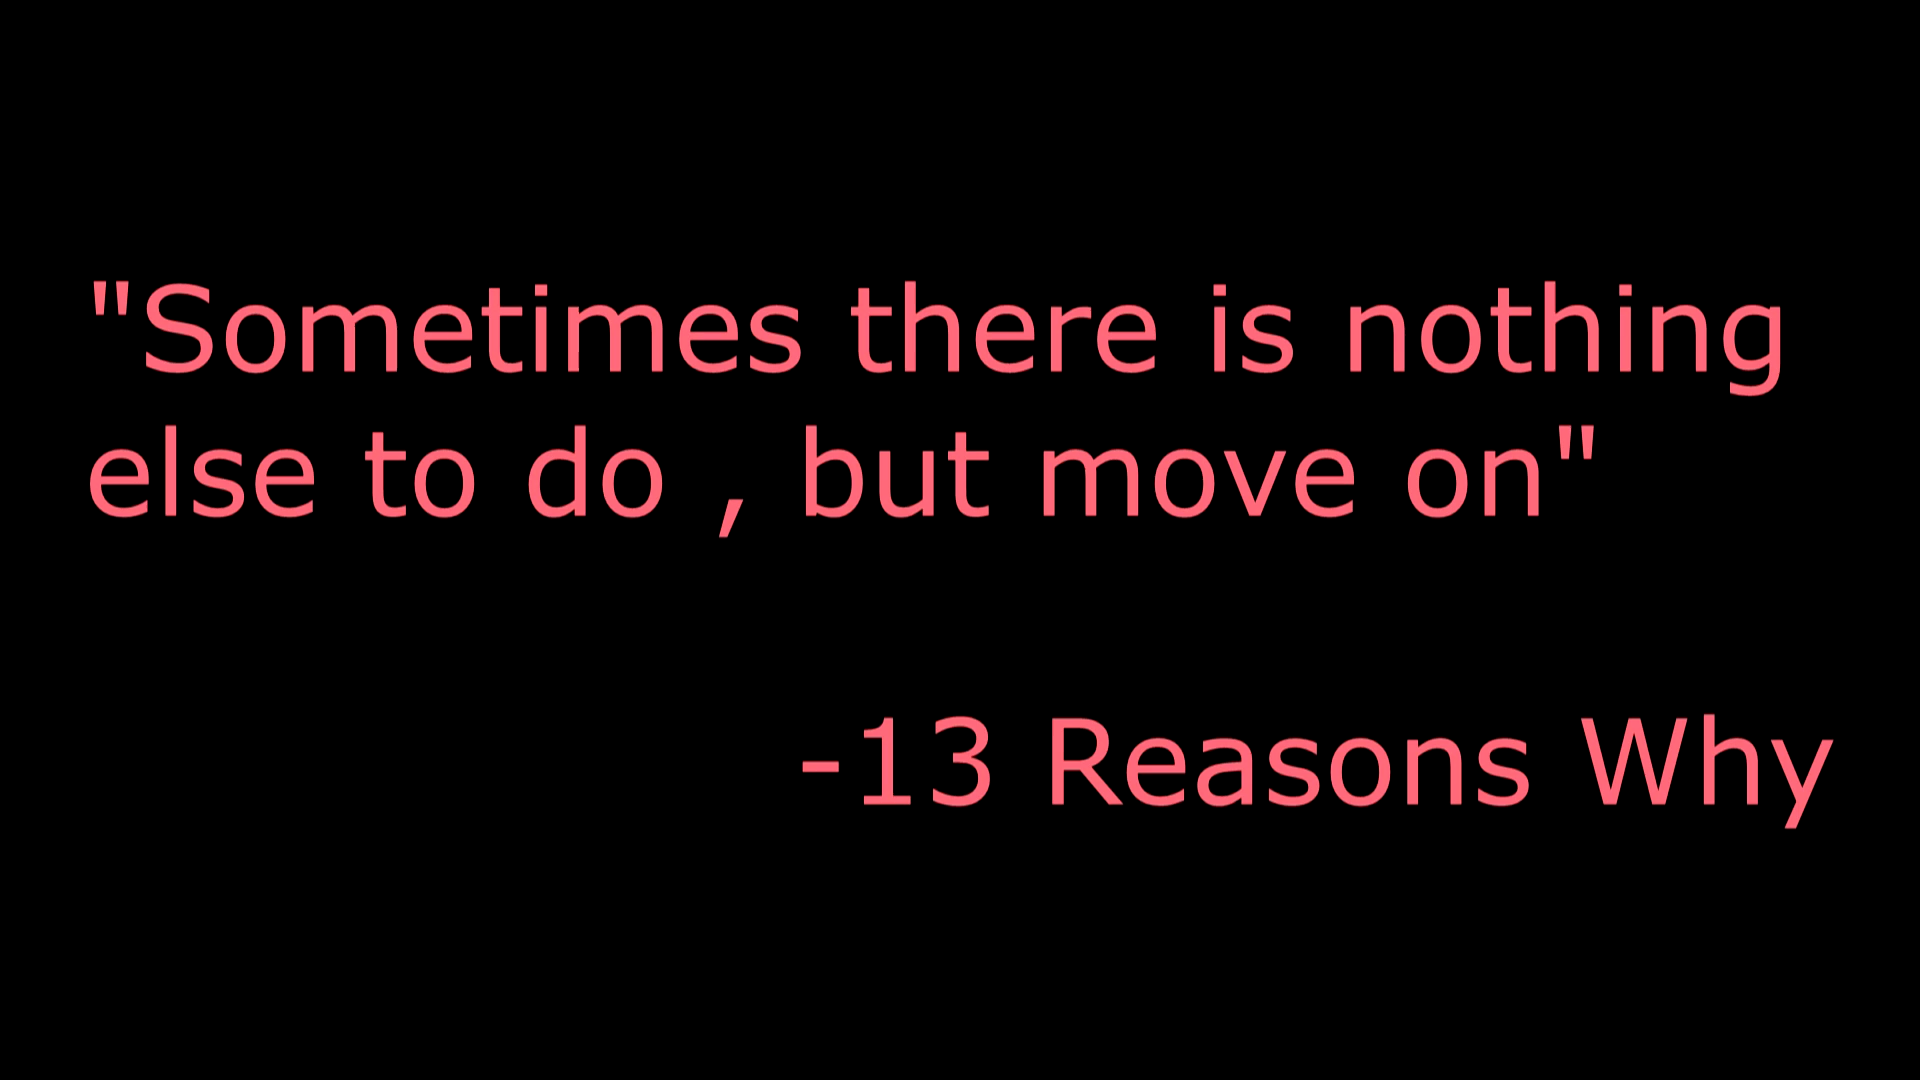 "Sometimes there is nothing
else to do , but move on"
-13 Reasons Why